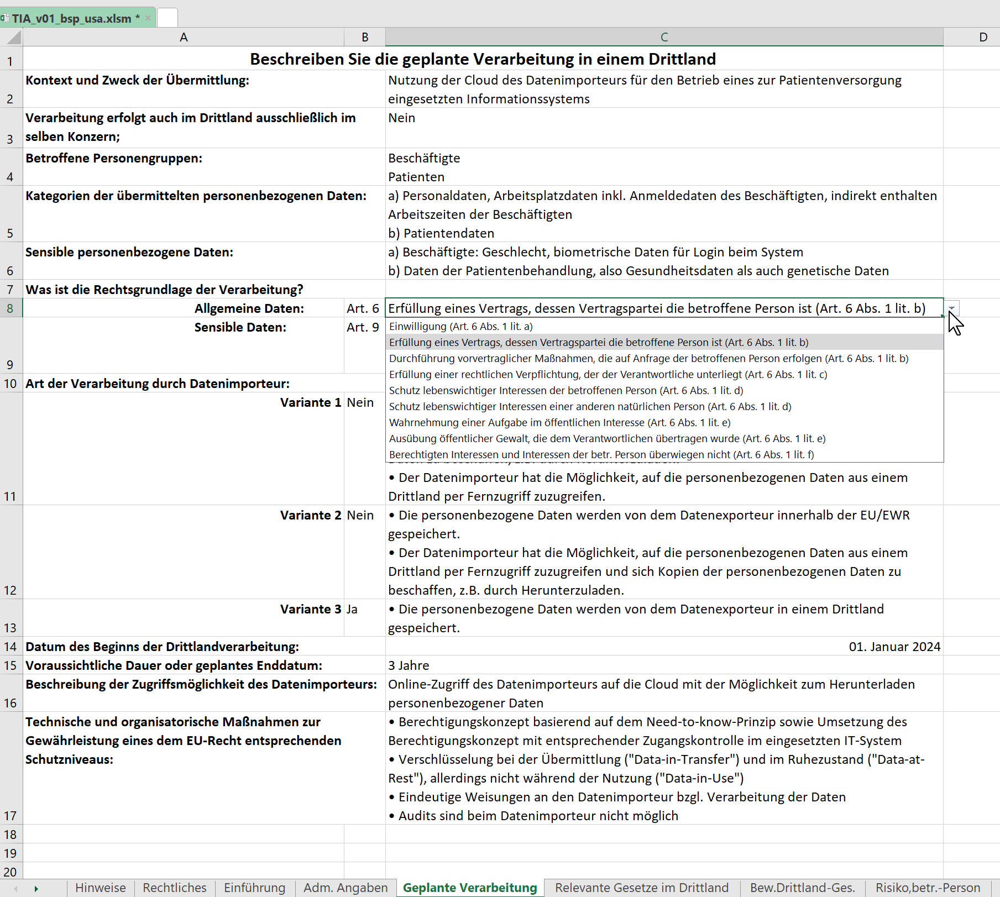 TIA_v01_bsp_usa.xlsm * ×
A B C D
1 Beschreiben Sie die geplante Verarbeitung in einem Drittland
Kontext und Zweck der Übermittlung: Nutzung der Cloud des Datenimporteurs für den Betrieb eines zur Patientenversorgung
2 eingesetzten Informationssystems
Verarbeitung erfolgt auch im Drittland ausschließlich im Nein
3 selben Konzern;
Betroffene Personengruppen: Beschäftigte
4 Patienten
Kategorien der übermittelten personenbezogenen Daten: a) Personaldaten, Arbeitsplatzdaten inkl. Anmeldedaten des Beschäftigten, indirekt enthalten
Arbeitszeiten der Beschäftigten
5 b) Patientendaten
Sensible personenbezogene Daten: a) Beschäftigte: Geschlecht, biometrische Daten für Login beim System
6 b) Daten der Patientenbehandlung, also Gesundheitsdaten als auch genetische Daten
7 Was ist die Rechtsgrundlage der Verarbeitung?
8 Allgemeine Daten: Art. 6 Erfüllung eines Vertrags, dessen Vertragspartei die betroffene Person ist (Art. 6 Abs. 1 lit. b)
Sensible Daten: Art. 9 Einwilligung (Art. 6 Abs. 1 lit. a)
Erfüllung eines Vertrags, dessen Vertragspartei die betroffene Person ist (Art. 6 Abs. 1 lit. b)
Durchführung vorvertraglicher Maßnahmen, die auf Anfrage der betroffenen Person erfolgen (Art. 6 Abs. 1 lit. b)
9
Erfüllung einer rechtlichen Verpflichtung, der der Verantwortliche unterliegt (Art. 6 Abs. 1 lit. c)
10 Art der Verarbeitung durch Datenimporteur:
Schutz lebenswichtiger Interessen der betroffenen Person (Art. 6 Abs. 1 lit. d)
Variante 1 Nein
Schutz lebenswichtiger Interessen einer anderen natürlichen Person (Art. 6 Abs. 1 lit. d)
Wahrnehmung einer Aufgabe im öffentlichen Interesse (Art. 6 Abs. 1 lit. e)
Ausübung öffentlicher Gewalt, die dem Verantwortlichen übertragen wurde (Art. 6 Abs. 1 lit. e)
Berechtigten Interessen und Interessen der betr. Person überwiegen nicht (Art. 6 Abs. 1 lit. f)
• Der Datenimporteur hat die Möglichkeit, auf die personenbezogenen Daten aus einem
11 Drittland per Fernzugriff zuzugreifen.
Variante 2 Nein • Die personenbezogene Daten werden von dem Datenexporteur innerhalb der EU/EWR
gespeichert.
• Der Datenimporteur hat die Möglichkeit, auf die personenbezogenen Daten aus einem
Drittland per Fernzugriff zuzugreifen und sich Kopien der personenbezogenen Daten zu
12 beschaffen, z.B. durch Herunterzuladen.
Variante 3 Ja • Die personenbezogene Daten werden von dem Datenexporteur in einem Drittland
13 gespeichert.
14 Datum des Beginns der Drittlandverarbeitung: 01. Januar 2024
15 Voraussichtliche Dauer oder geplantes Enddatum: 3 Jahre
Beschreibung der Zugriffsmöglichkeit des Datenimporteurs: Online-Zugriff des Datenimporteurs auf die Cloud mit der Möglichkeit zum Herunterladen
16 personenbezogener Daten
Technische und organisatorische Maßnahmen zur • Berechtigungskonzept basierend auf dem Need-to-know-Prinzip sowie Umsetzung des
Gewährleistung eines dem EU-Recht entsprechenden Berechtigungskonzept mit entsprechender Zugangskontrolle im eingesetzten IT-System
Schutzniveaus: • Verschlüsselung bei der Übermittlung ("Data-in-Transfer") und im Ruhezustand ("Data-at-
Rest"), allerdings nicht während der Nutzung ("Data-in-Use")
• Eindeutige Weisungen an den Datenimporteur bzgl. Verarbeitung der Daten
17 • Audits sind beim Datenimporteur nicht möglich
18
19
20
Hinweise Rechtliches Einführung Adm. Angaben Geplante Verarbeitung Relevante Gesetze im Drittland Bew.Drittland-Ges. Risiko,betr.-Person